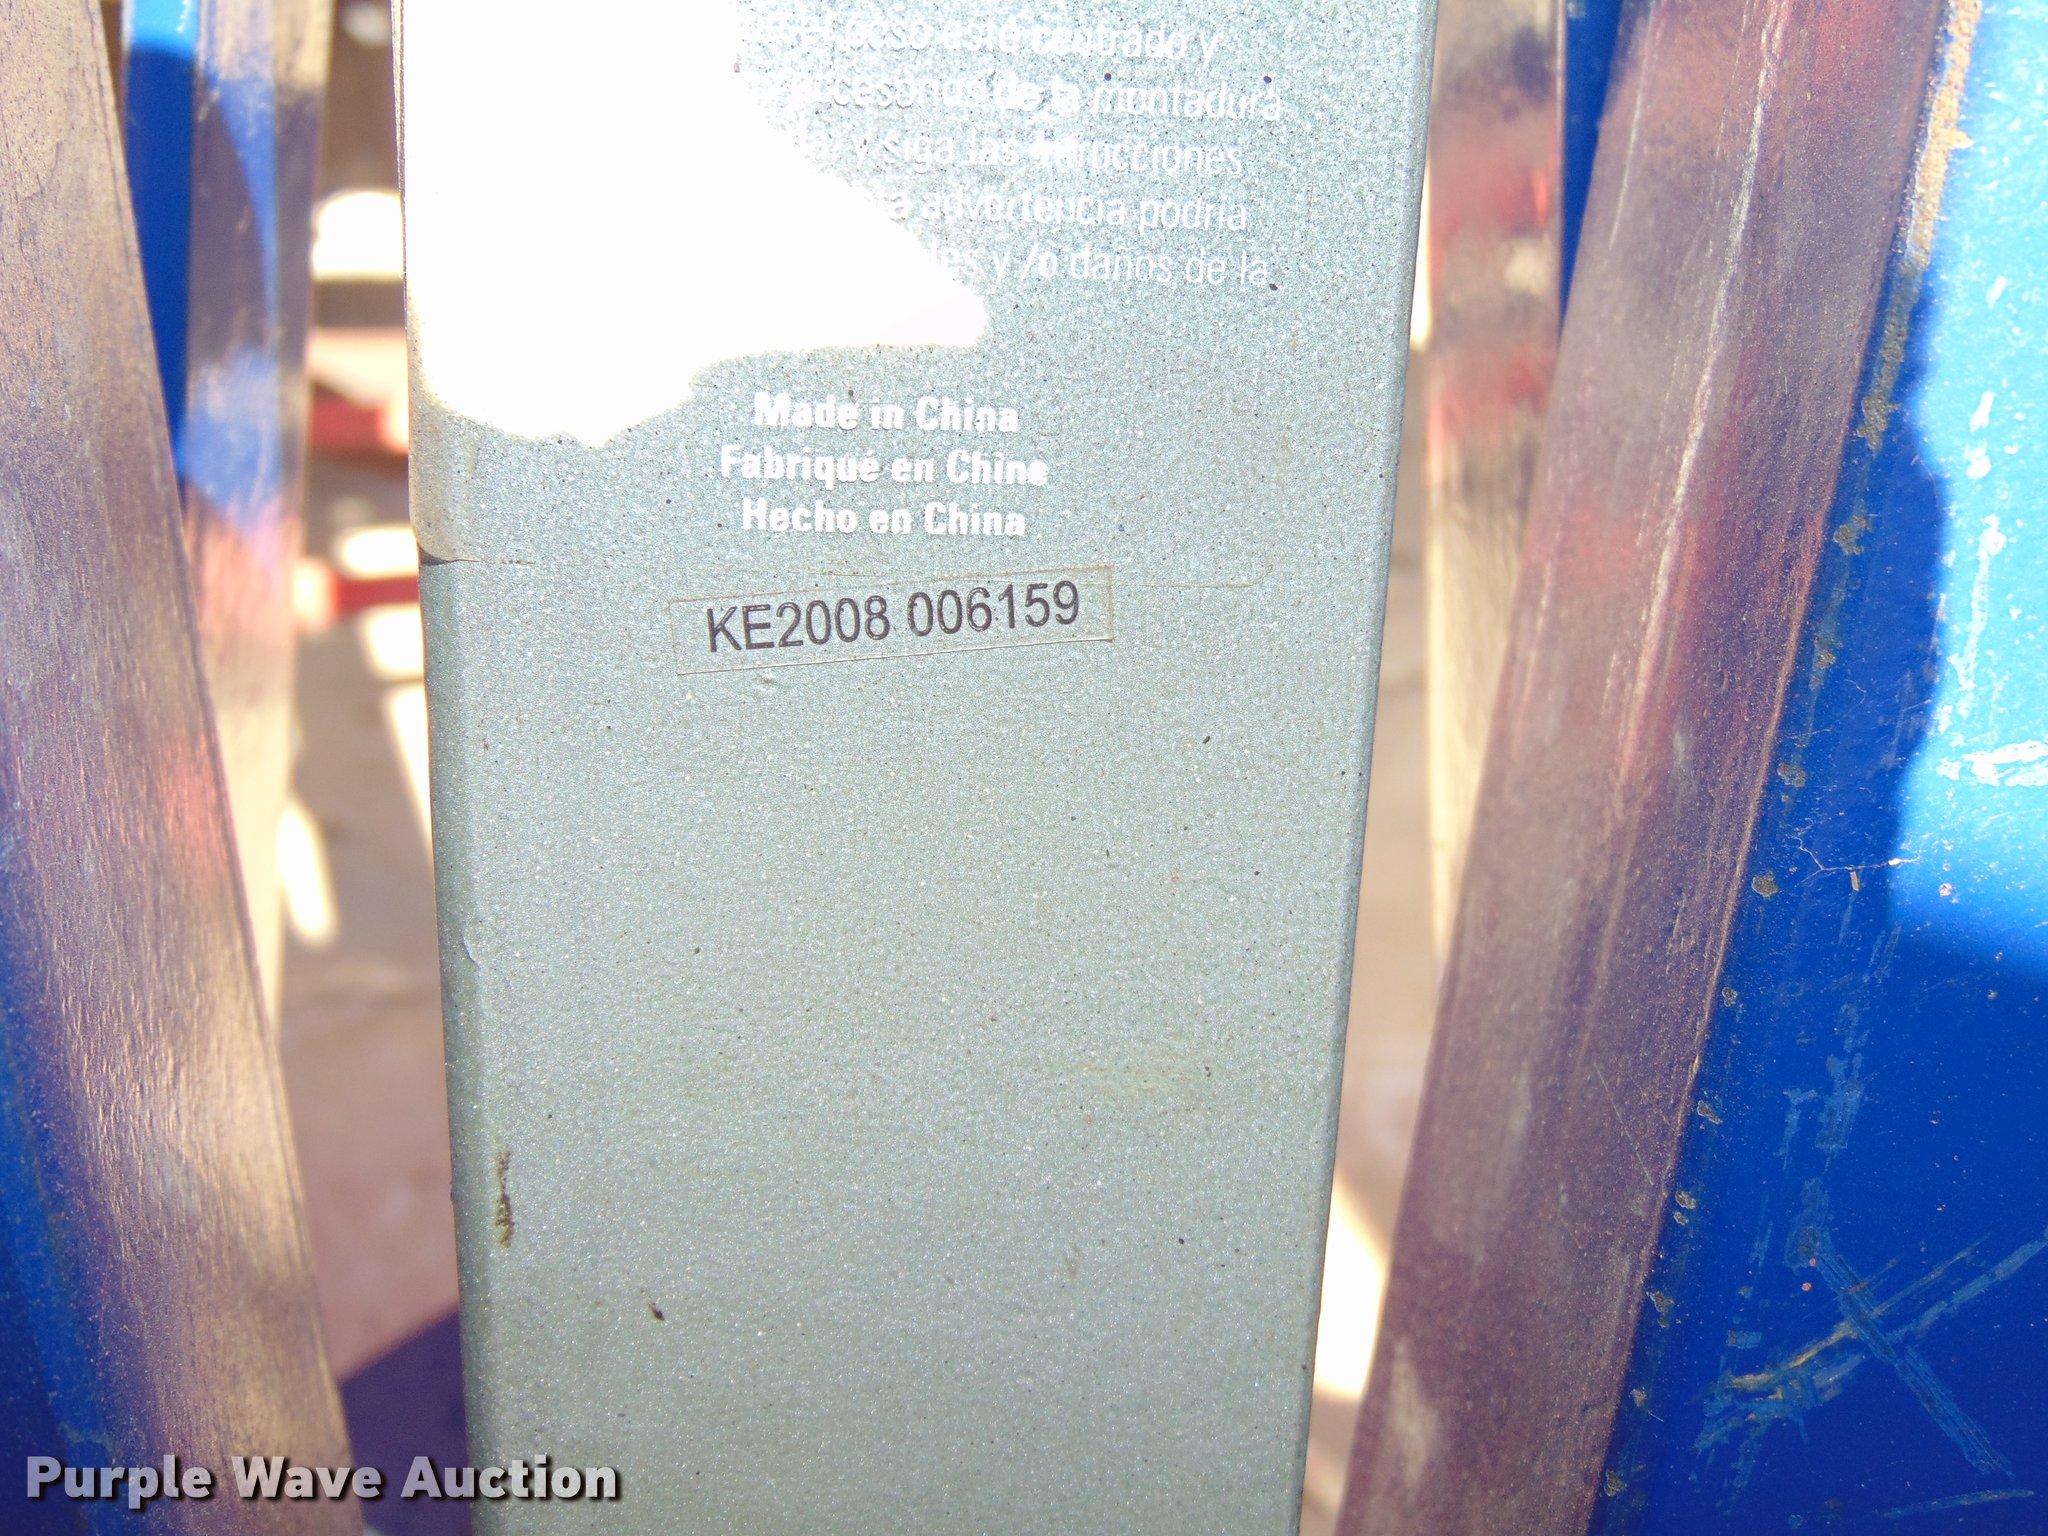 peso esté centrado y
accesorios de la montadura
y siga las instrucciones
advertencia podría
y /o daños de la
Made in China
Fabriqué en Chine
Hecho en China
KE2008 006159
Purple Wave Auction